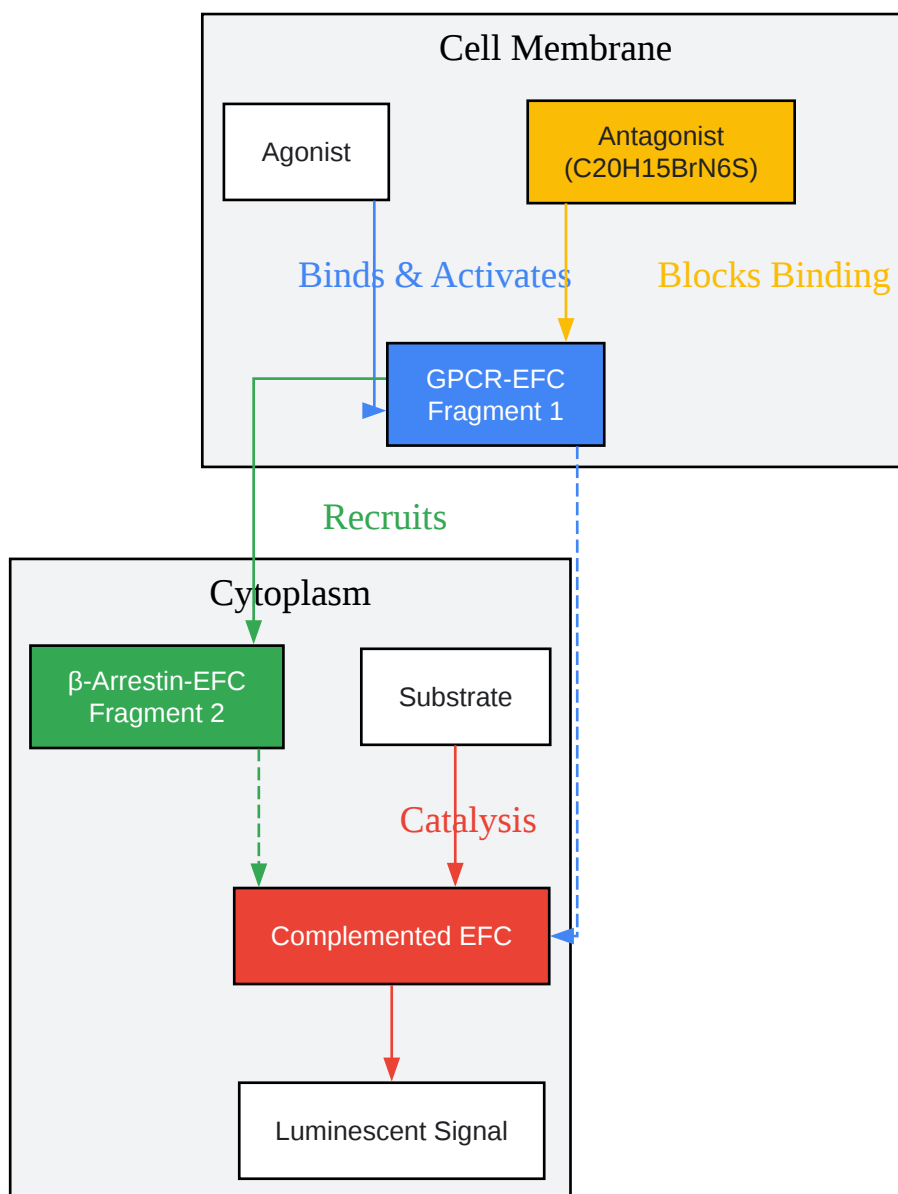 Cell Membrane
Agonist
Antagonist
(C20H15BrN6S)
Binds & Activates
Blocks Binding
GPCR-EFC
Fragment 1
Recruits
Cytoplasm
β-Arrestin-EFC
Fragment 2
Substrate
Catalysis
Complemented EFC
Luminescent Signal